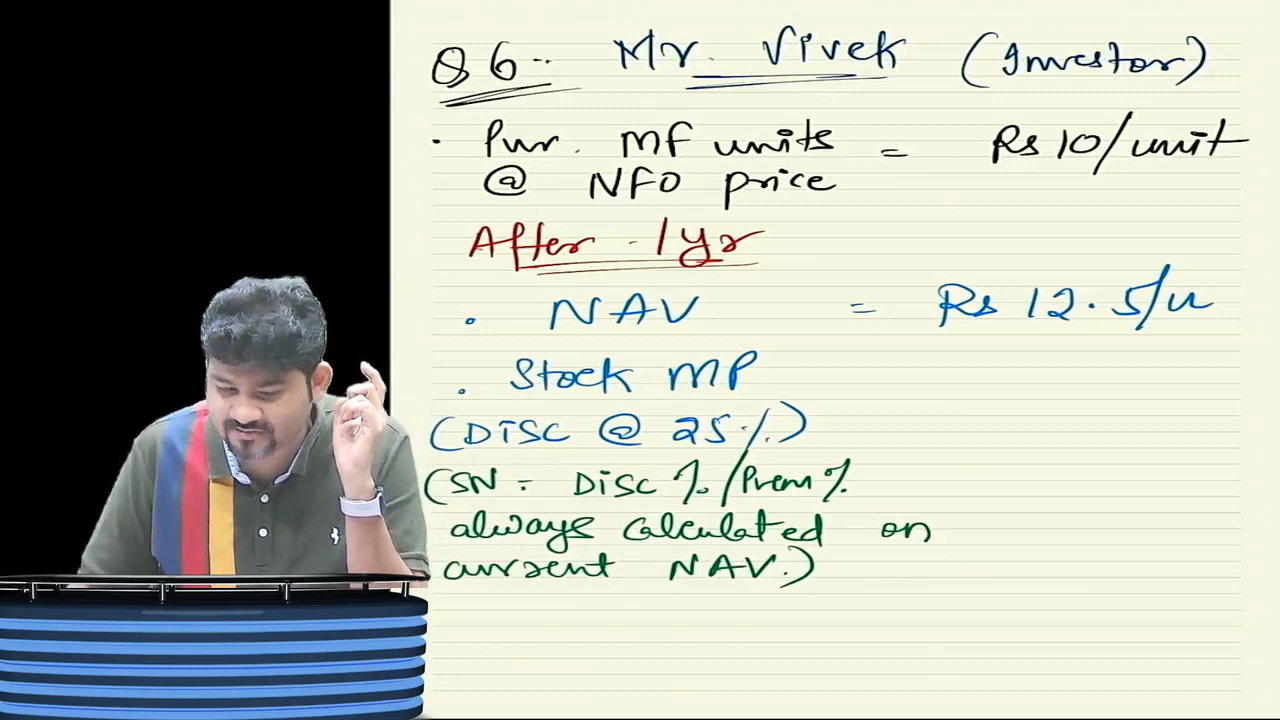 Q6.. Mr. Vivek (Investor)
• Pur. MF units = Rs 10/unit
@ NFO price
After 1yr
• NAV = Rs 12.5/u
• Stock MP
(DISC @ 25%)
(SN: DISC %/Prem%
always calculated on
current NAV.)